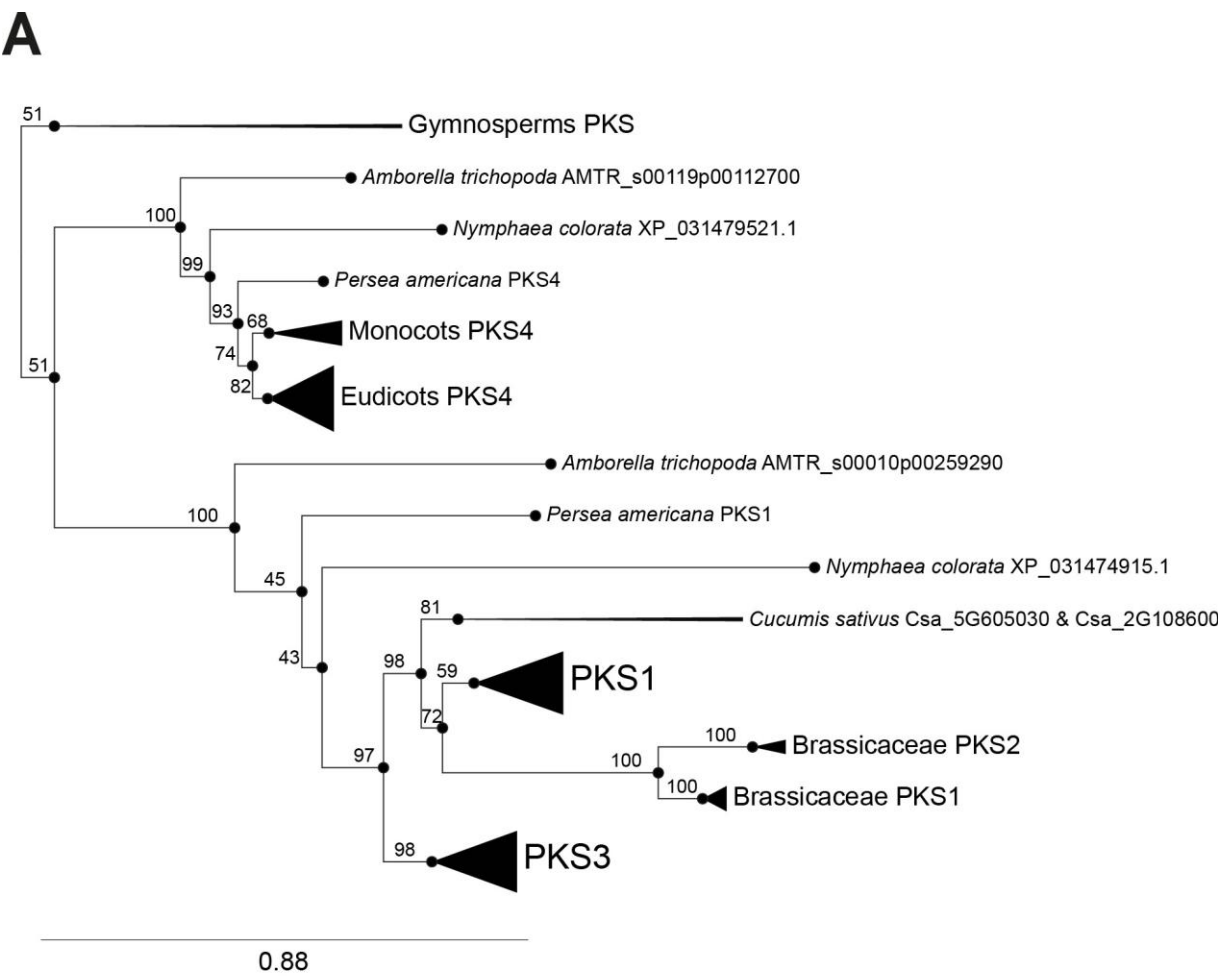 A
51
Gymnosperms PKS
Amborella trichopoda AMTR_s00119p00112700
100
Nymphaea colorata XP_031479521.1
99
Persea americana PKS4
93
68
Monocots PKS4
74
51
82
Eudicots PKS4
Amborella trichopoda AMTR_s00010p00259290
100
Persea americana PKS1
Nymphaea colorata XP_031474915.1
45
81
Cucumis sativus Csa_5G605030 & Csa_2G108600
43
98
59
PKS1
72
100
Brassicaceae PKS2
97
100
100
Brassicaceae PKS1
98
PKS3
0.88